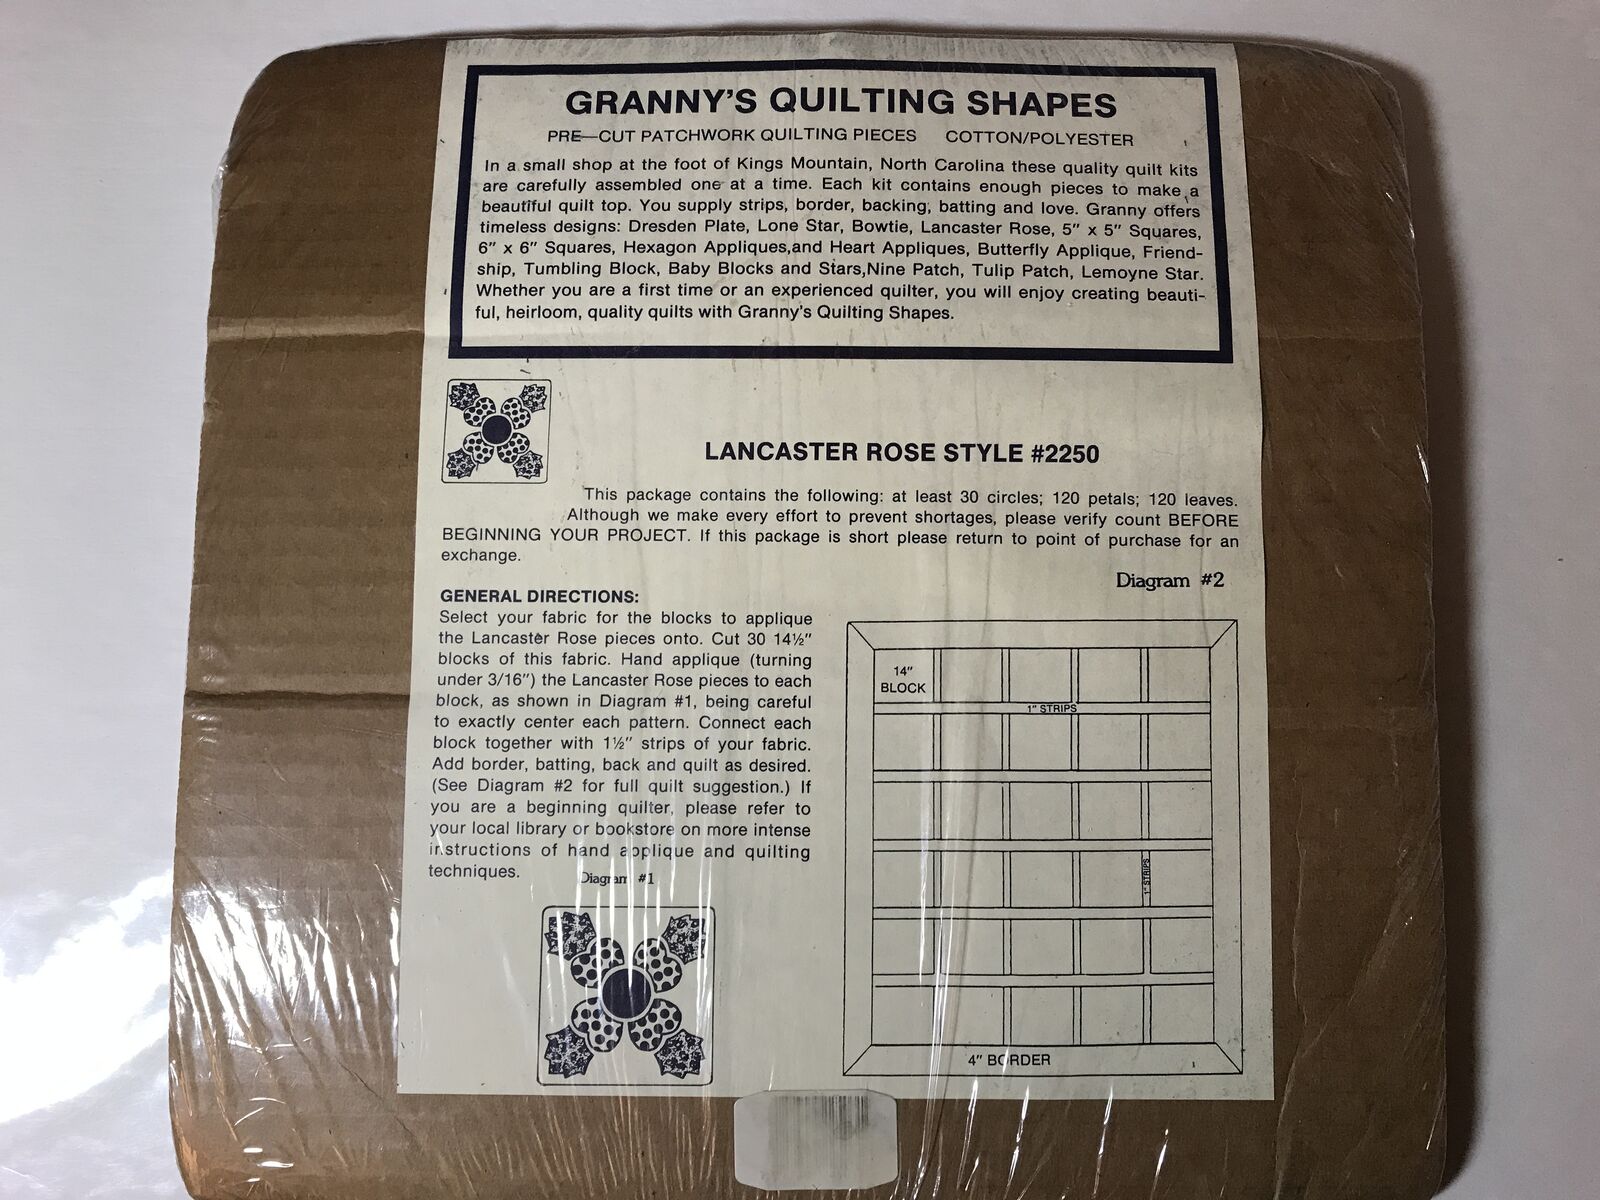 GRANNY'S QUILTING SHAPES
PRE—CUT PATCHWORK QUILTING PIECES COTTON/POLYESTER
In a small shop at the foot of Kings Mountain, North Carolina these quality quilt kits
are carefully assembled one at a time. Each kit contains enough pieces to make a
beautiful quilt top. You supply strips, border, backing, batting and love. Granny offers
timeless designs: Dresden Plate, Lone Star, Bowtie, Lancaster Rose, 5" x 5" Squares,
6" x 6" Squares, Hexagon Appliques,and Heart Appliques, Butterfly Applique, Friend-
ship, Tumbling Block, Baby Blocks and Stars,Nine Patch, Tulip Patch, Lemoyne Star.
Whether you are a first time or an experienced quilter, you will enjoy creating beauti-
ful, heirloom, quality quilts with Granny's Quilting Shapes.
LANCASTER ROSE STYLE #2250
This package contains the following: at least 30 circles; 120 petals; 120 leaves.
Although we make every effort to prevent shortages, please verify count BEFORE
BEGINNING YOUR PROJECT. If this package is short please return to point of purchase for an
exchange.
GENERAL DIRECTIONS:
Select your fabric for the blocks to applique
the Lancaster Rose pieces onto. Cut 30 14½"
blocks of this fabric. Hand applique (turning
under 3/16") the Lancaster Rose pieces to each
block, as shown in Diagram #1, being careful
to exactly center each pattern. Connect each
block together with 1½" strips of your fabric.
Add border, batting, back and quilt as desired.
(See Diagram #2 for full quilt suggestion.) If
you are a beginning quilter, please refer to
your local library or bookstore on more intense
instructions of hand applique and quilting
techniques.
Diagram #1
Diagram #2
14"
BLOCK
1" STRIPS
1" STRIPS
4" BORDER